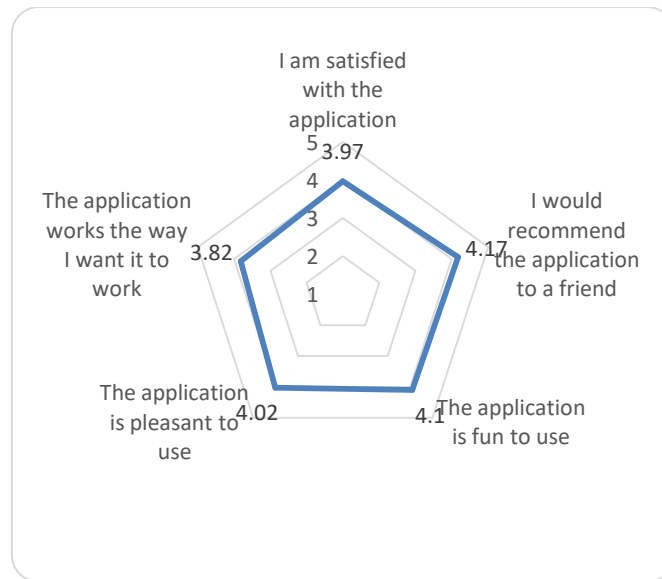 I am satisfied
with the
application
5
3.97
4
3
2
1
I would
recommend
the application
to a friend
4.17
The application
is fun to use
4.1
The application
is pleasant to
use
4.02
The application
works the way
I want it to
work
3.82